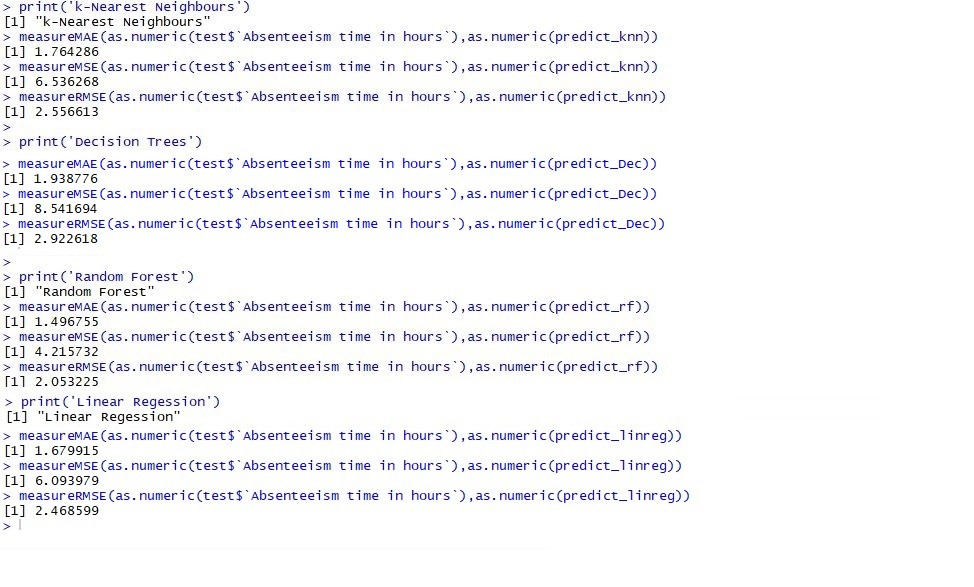 > print('k-Nearest Neighbours')
[1] "k-Nearest Neighbours"
> measureMAE(as.numeric(test$`Absenteeism time in hours`),as.numeric(predict_knn))
[1] 1.764286
> measureMSE(as.numeric(test$`Absenteeism time in hours`),as.numeric(predict_knn))
[1] 6.536268
> measureRMSE(as.numeric(test$`Absenteeism time in hours`),as.numeric(predict_knn))
[1] 2.556613
>
> print('Decision Trees')
> measureMAE(as.numeric(test$`Absenteeism time in hours`),as.numeric(predict_Dec))
[1] 1.938776
> measureMSE(as.numeric(test$`Absenteeism time in hours`),as.numeric(predict_Dec))
[1] 8.541694
> measureRMSE(as.numeric(test$`Absenteeism time in hours`),as.numeric(predict_Dec))
[1] 2.922618
>
> print('Random Forest')
[1] "Random Forest"
> measureMAE(as.numeric(test$`Absenteeism time in hours`),as.numeric(predict_rf))
[1] 1.496755
> measureMSE(as.numeric(test$`Absenteeism time in hours`),as.numeric(predict_rf))
[1] 4.215732
> measureRMSE(as.numeric(test$`Absenteeism time in hours`),as.numeric(predict_rf))
[1] 2.053225
> print('Linear Regession')
[1] "Linear Regession"
> measureMAE(as.numeric(test$`Absenteeism time in hours`),as.numeric(predict_linreg))
[1] 1.679915
> measureMSE(as.numeric(test$`Absenteeism time in hours`),as.numeric(predict_linreg))
[1] 6.093979
> measureRMSE(as.numeric(test$`Absenteeism time in hours`),as.numeric(predict_linreg))
[1] 2.468599
>